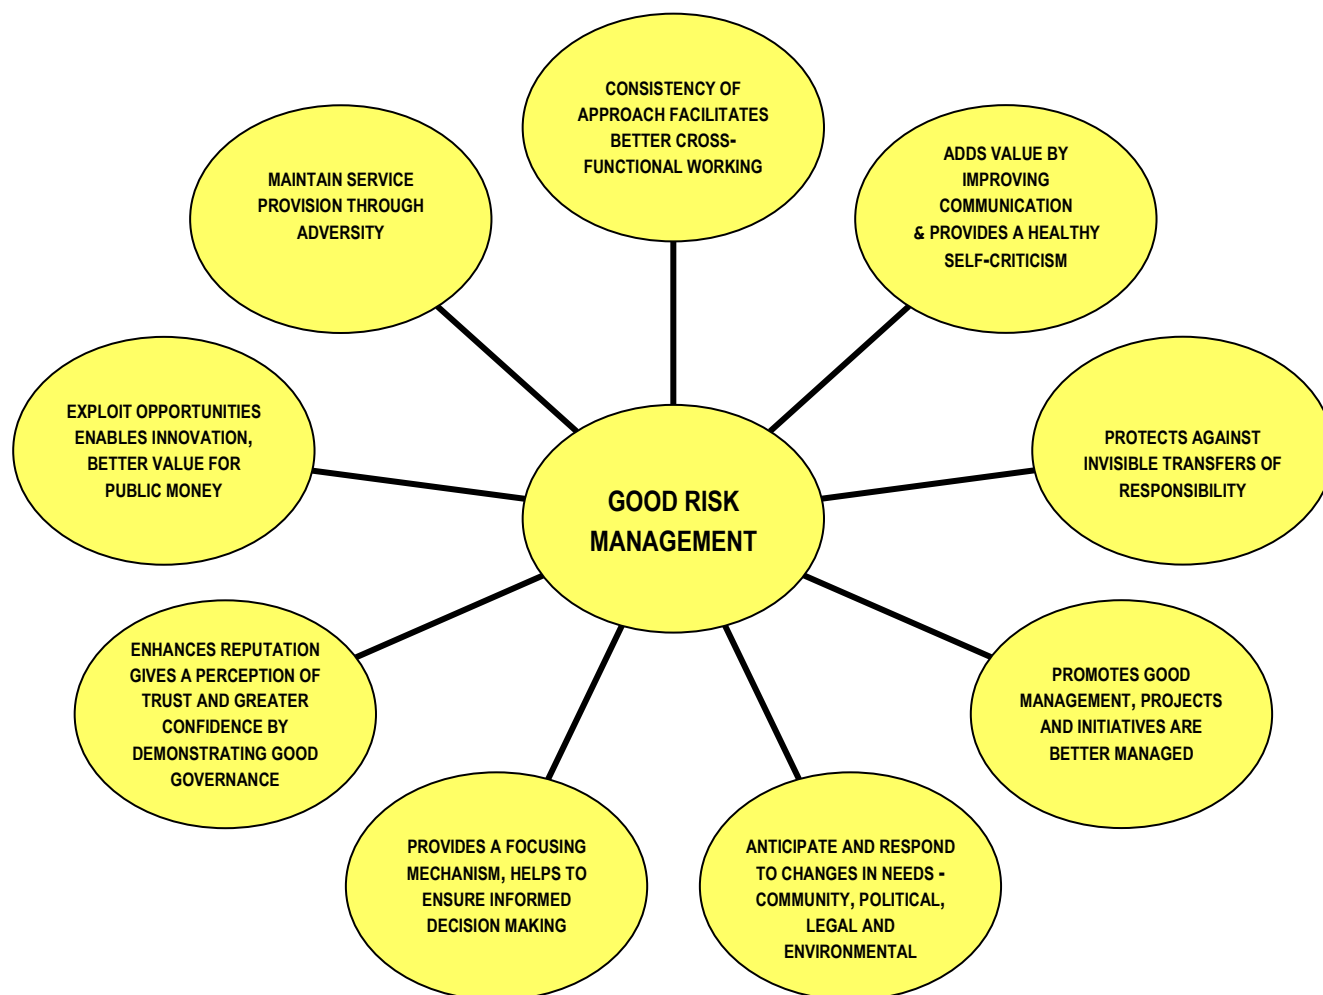 CONSISTENCY OF
APPROACH FACILITATES
BETTER CROSS-
FUNCTIONAL WORKING
ADDS VALUE BY
IMPROVING
COMMUNICATION
& PROVIDES A HEALTHY
SELF-CRITICISM
MAINTAIN SERVICE
PROVISION THROUGH
ADVERSITY
EXPLOIT OPPORTUNITIES
ENABLES INNOVATION,
BETTER VALUE FOR
PUBLIC MONEY
PROTECTS AGAINST
INVISIBLE TRANSFERS OF
RESPONSIBILITY
GOOD RISK
MANAGEMENT
ENHANCES REPUTATION
GIVES A PERCEPTION OF
TRUST AND GREATER
CONFIDENCE BY
DEMONSTRATING GOOD
GOVERNANCE
PROMOTES GOOD
MANAGEMENT, PROJECTS
AND INITIATIVES ARE
BETTER MANAGED
PROVIDES A FOCUSING
MECHANISM, HELPS TO
ENSURE INFORMED
DECISION MAKING
ANTICIPATE AND RESPOND
TO CHANGES IN NEEDS -
COMMUNITY, POLITICAL,
LEGAL AND
ENVIRONMENTAL